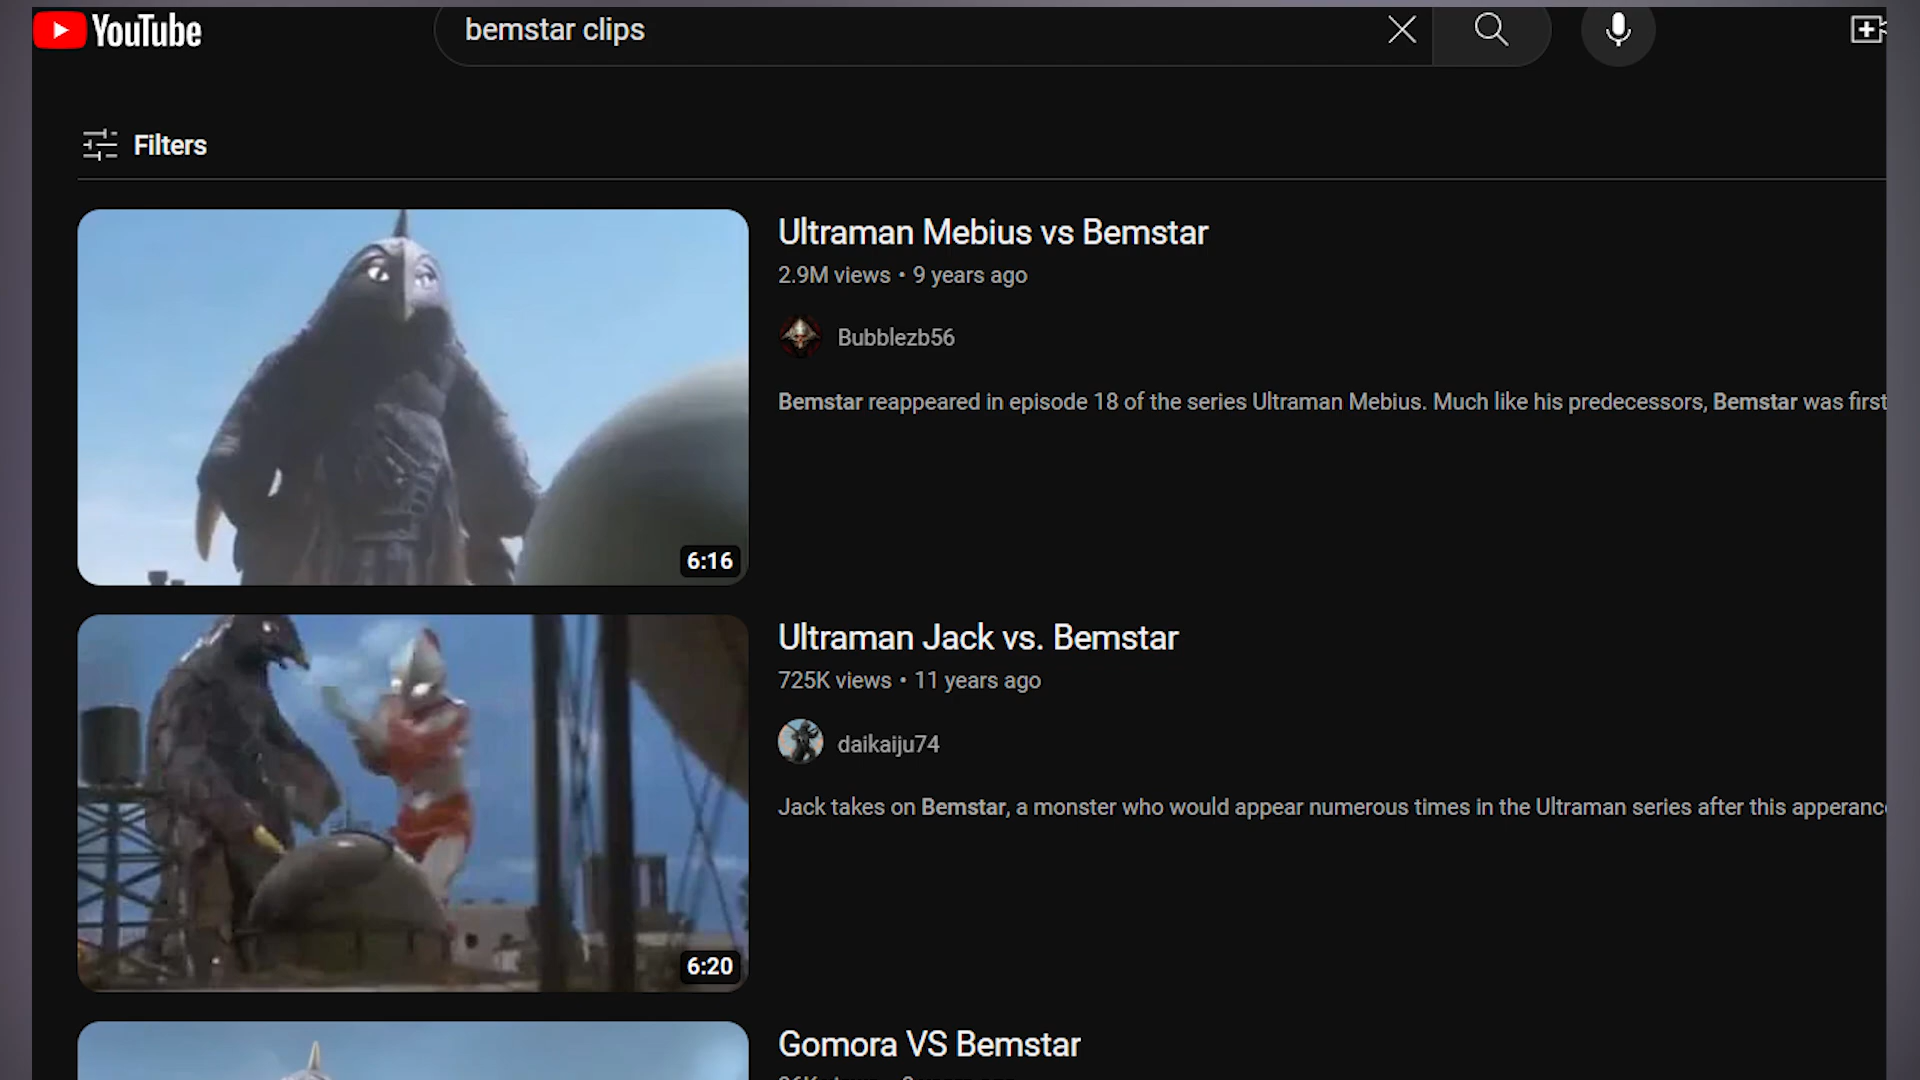 YouTube
bemstar clips
Filters
Ultraman Mebius vs Bemstar
2.9M views • 9 years ago
Bubblezb56
Bemstar reappeared in episode 18 of the series Ultraman Mebius. Much like his predecessors, Bemstar was first
6:16
Ultraman Jack vs. Bemstar
725K views • 11 years ago
daikaiju74
Jack takes on Bemstar, a monster who would appear numerous times in the Ultraman series after this apperance
6:20
Gomora VS Bemstar